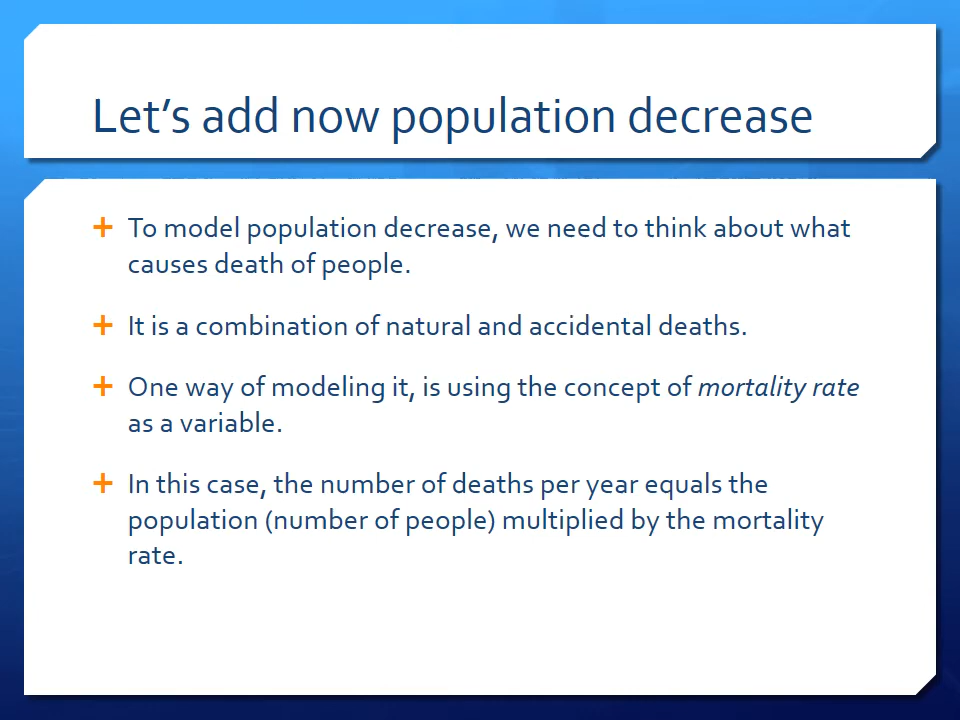 Let’s add now population decrease
To model population decrease, we need to think about what
causes death of people.
It is a combination of natural and accidental deaths.
One way of modeling it, is using the concept of mortality rate
as a variable.
In this case, the number of deaths per year equals the
population (number of people) multiplied by the mortality
rate.